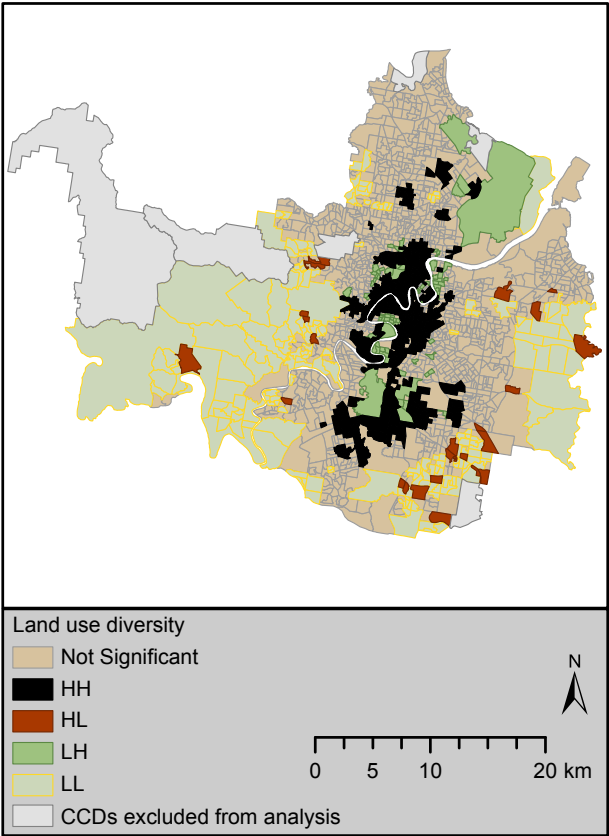 Land use diversity
Not Significant
HH
HL
LH
LL
CCDs excluded from analysis
N
0 5 10 20 km